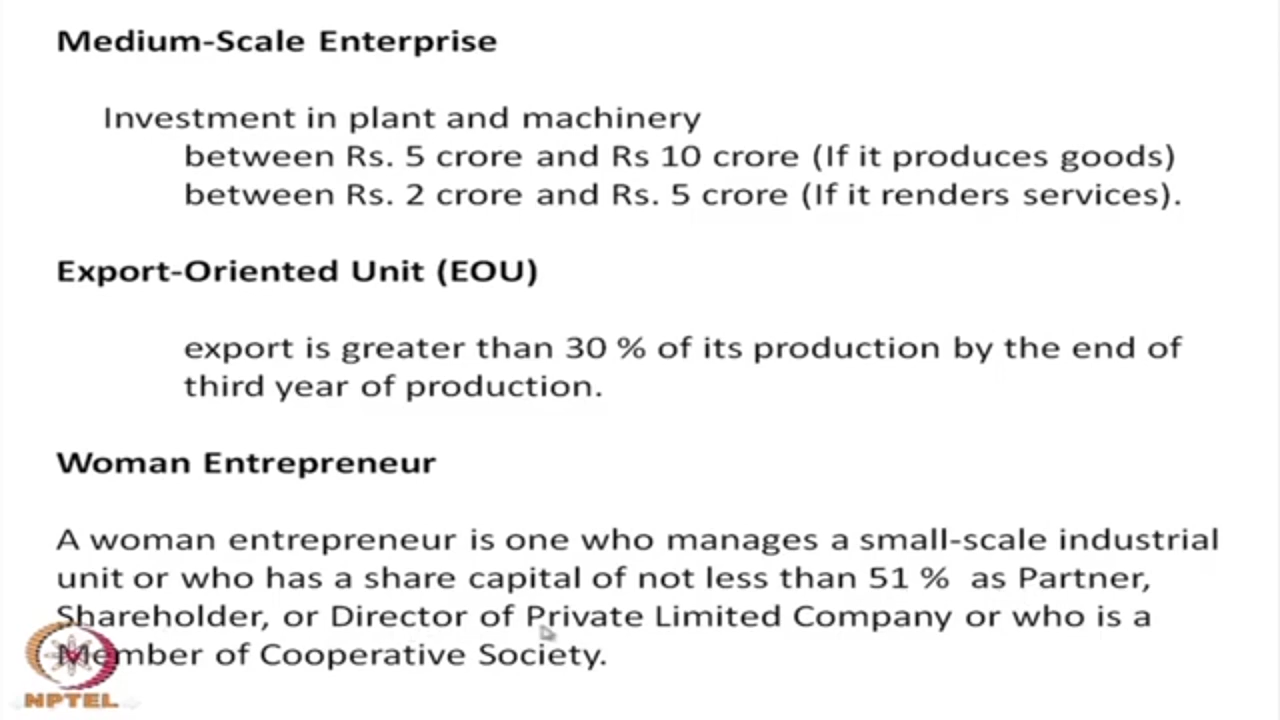 Medium-Scale Enterprise
Investment in plant and machinery
between Rs. 5 crore and Rs 10 crore (If it produces goods)
between Rs. 2 crore and Rs. 5 crore (If it renders services).
Export-Oriented Unit (EOU)
export is greater than 30 % of its production by the end of
third year of production.
Woman Entrepreneur
A woman entrepreneur is one who manages a small-scale industrial
unit or who has a share capital of not less than 51 % as Partner,
Shareholder, or Director of Private Limited Company or who is a
Member of Cooperative Society.
NPTEL